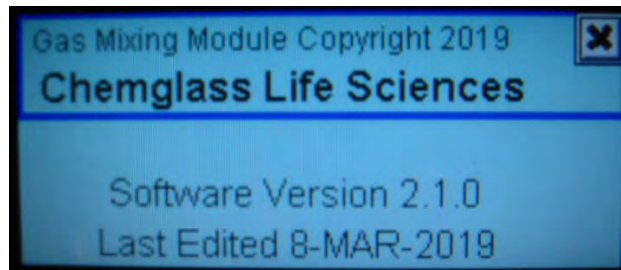 Gas Mixing Module Copyright 2019
Chemglass Life Sciences
Software Version 2.1.0
Last Edited 8-MAR-2019